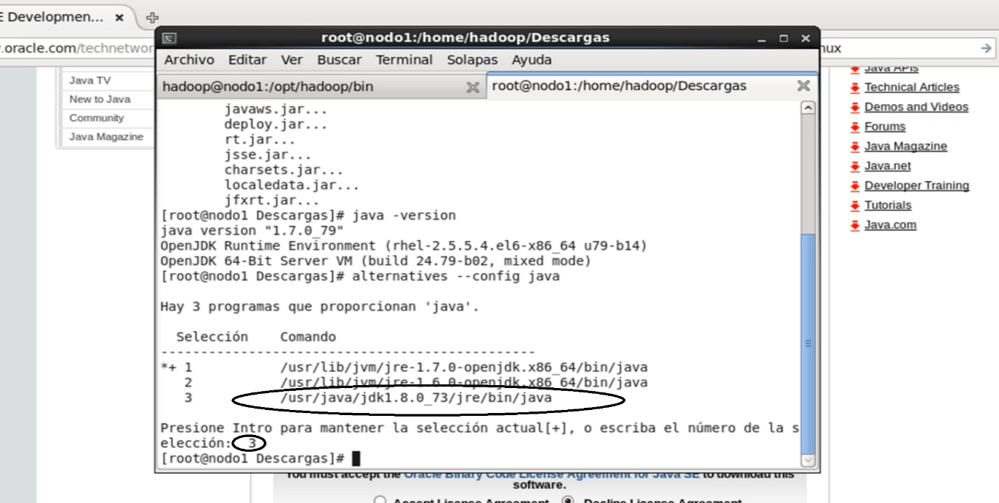 E Developmen...
.oracle.com/technetwor
nux
root@nodo1:/home/hadoop/Descargas
Archivo Editar Ver Buscar Terminal Solapas Ayuda
hadoop@nodo1:/opt/hadoop/bin
root@nodo1:/home/hadoop/Descargas
Java TV
New to Java
Community
Java Magazine
javaws.jar...
deploy.jar...
rt.jar...
jsse.jar...
charsets.jar...
localedata.jar...
jfxrt.jar...
[root@nodo1 Descargas]# java -version
java version "1.7.0_79"
OpenJDK Runtime Environment (rhel-2.5.5.4.el6-x86_64 u79-b14)
OpenJDK 64-Bit Server VM (build 24.79-b02, mixed mode)
[root@nodo1 Descargas]# alternatives --config java
Hay 3 programas que proporcionan 'java'.
Selección Comando
-----------------------------------------------
*+ 1 /usr/lib/jvm/jre-1.7.0-openjdk.x86_64/bin/java
2 /usr/lib/jvm/jre-1.6.0-openjdk.x86_64/bin/java
3 /usr/java/jdk1.8.0_73/jre/bin/java
Presione Intro para mantener la selección actual[+], o escriba el número de la s
elección: 3
[root@nodo1 Descargas]#
Java APIs
Technical Articles
Demos and Videos
Forums
Java Magazine
Java.net
Developer Training
Tutorials
Java.com
You must accept the Oracle Binary Code License Agreement for Java SE to download this
software.
Accept License Agreement Decline License Agreement